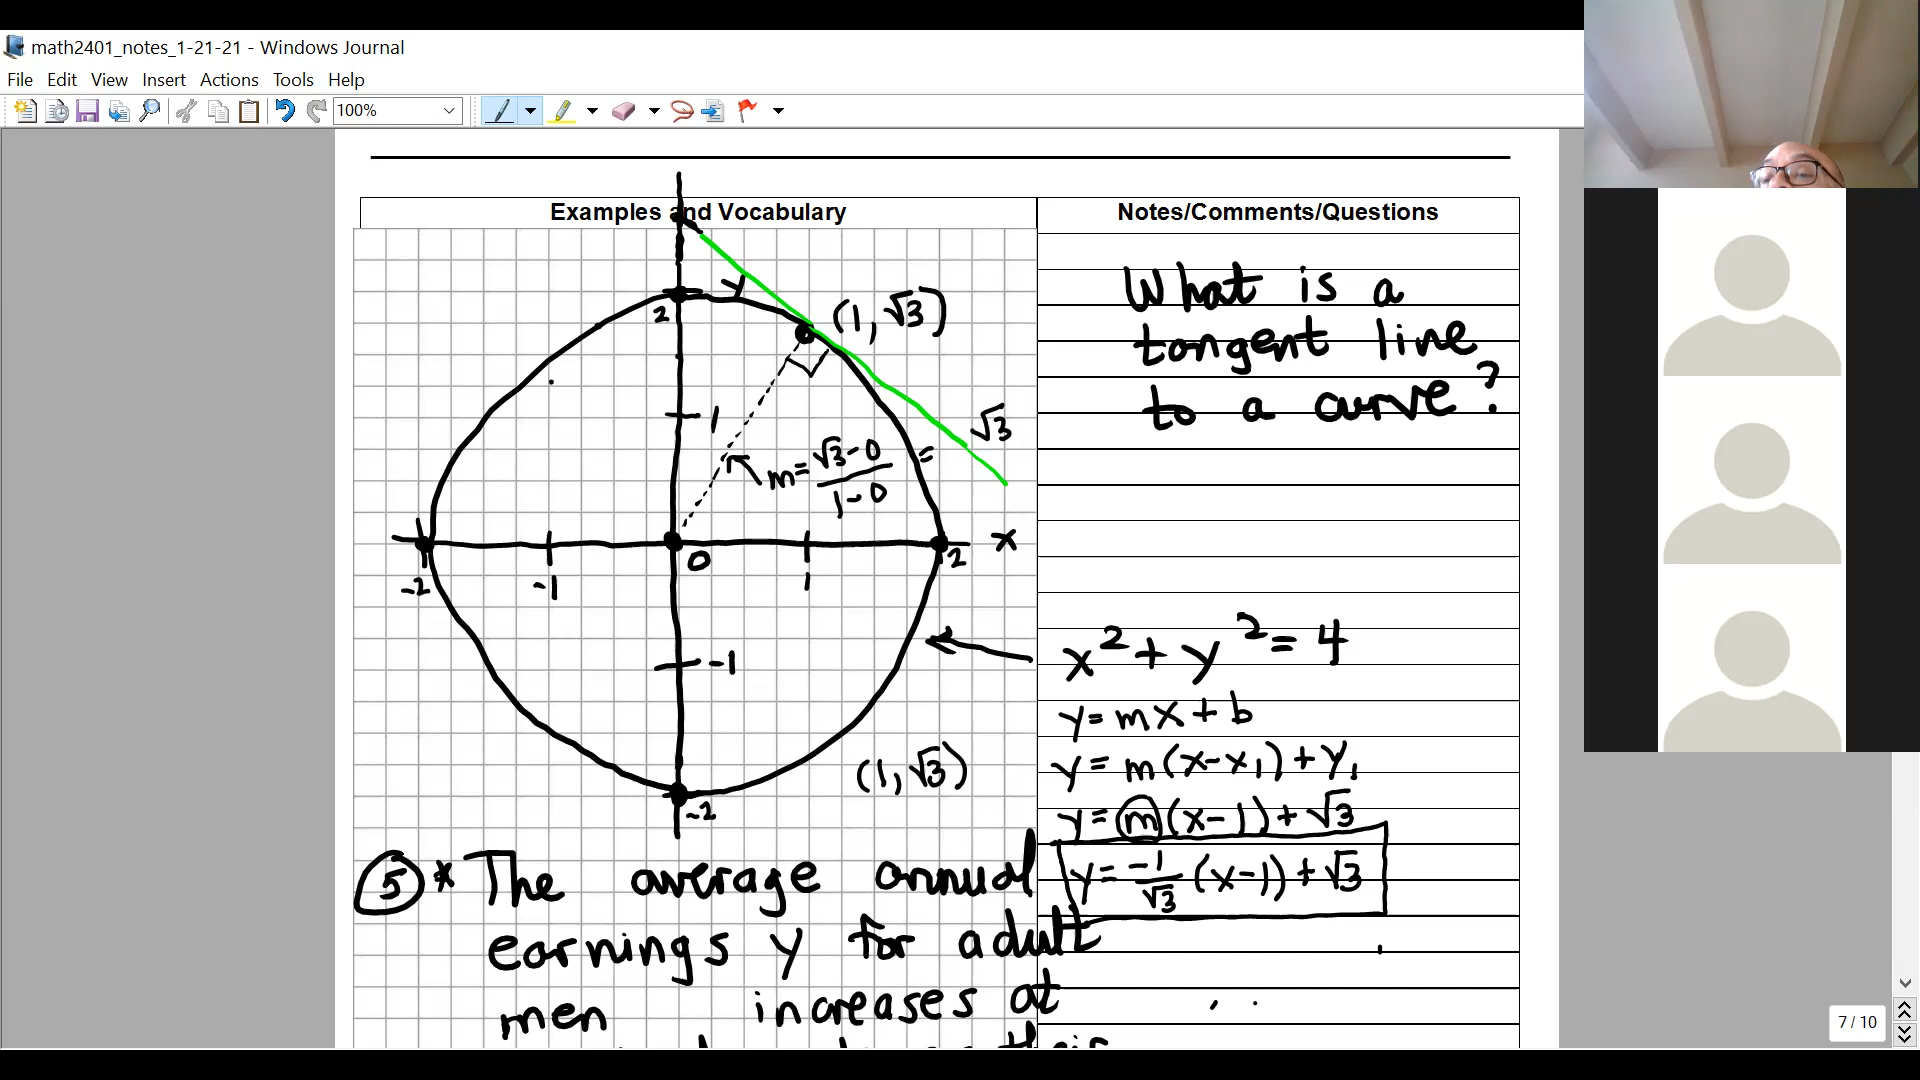 math2401_notes_1-21-21 - Windows Journal
File Edit View Insert Actions Tools Help
100%
Examples and Vocabulary
y
2
(1, √3)
1
√3
m = √3-0 / 1-0 =
-2
-1
0
1
2
x
-1
(1, √3)
-2
⑤ * The average annual
earnings y for adult
men increases at
Notes/Comments/Questions
What is a
tangent line
to a curve?
x² + y² = 4
y = mx + b
y = m(x-x₁) + y₁
y = m(x-1) + √3
y = -1/√3 (x-1) + √3
7 / 10